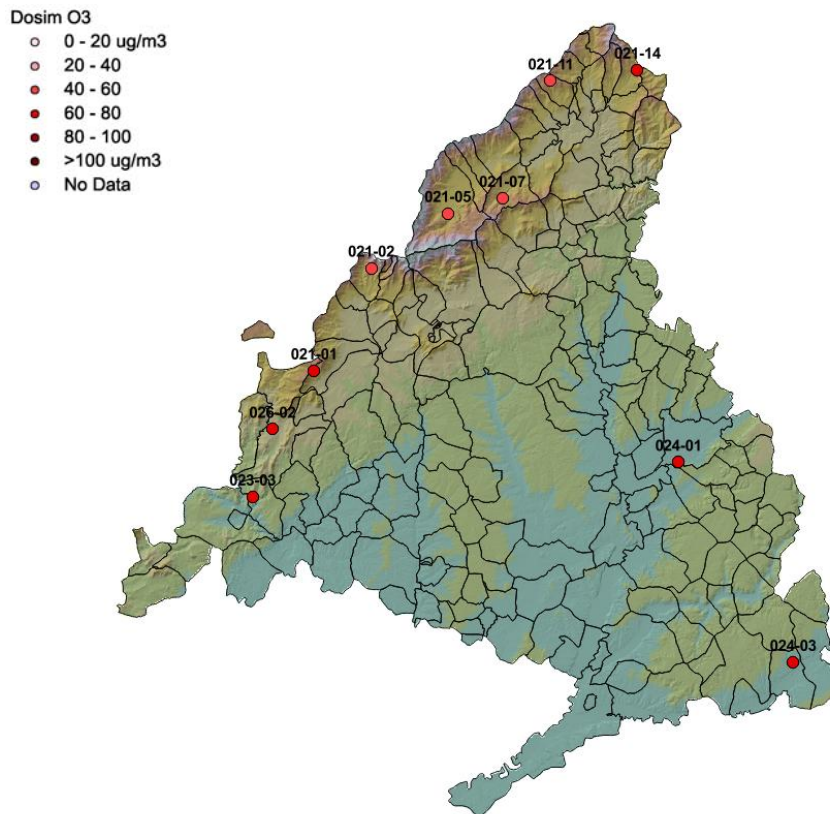 Dosim O3
0 - 20 ug/m3
20 - 40
40 - 60
60 - 80
80 - 100
>100 ug/m3
No Data
021-14
021-11
021-07
021-05
021-02
021-01
026-02
024-01
023-03
024-03